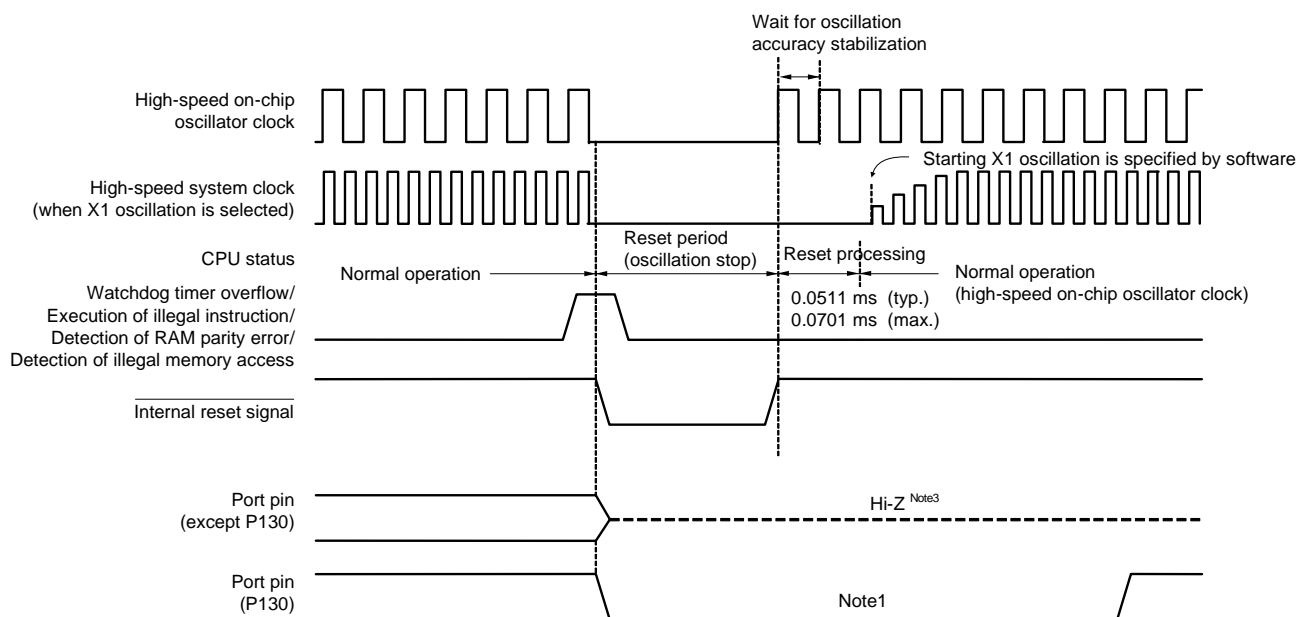 Wait for oscillation
accuracy stabilization
High-speed on-chip
oscillator clock
Starting X1 oscillation is specified by software
High-speed system clock
(when X1 oscillation is selected)
CPU status
Normal operation
Reset period
(oscillation stop)
Reset processing
0.0511 ms (typ.)
0.0701 ms (max.)
Normal operation
(high-speed on-chip oscillator clock)
Watchdog timer overflow/
Execution of illegal instruction/
Detection of RAM parity error/
Detection of illegal memory access
Internal reset signal
Port pin
(except P130)
Hi-Z Note3
Port pin
(P130)
Note1